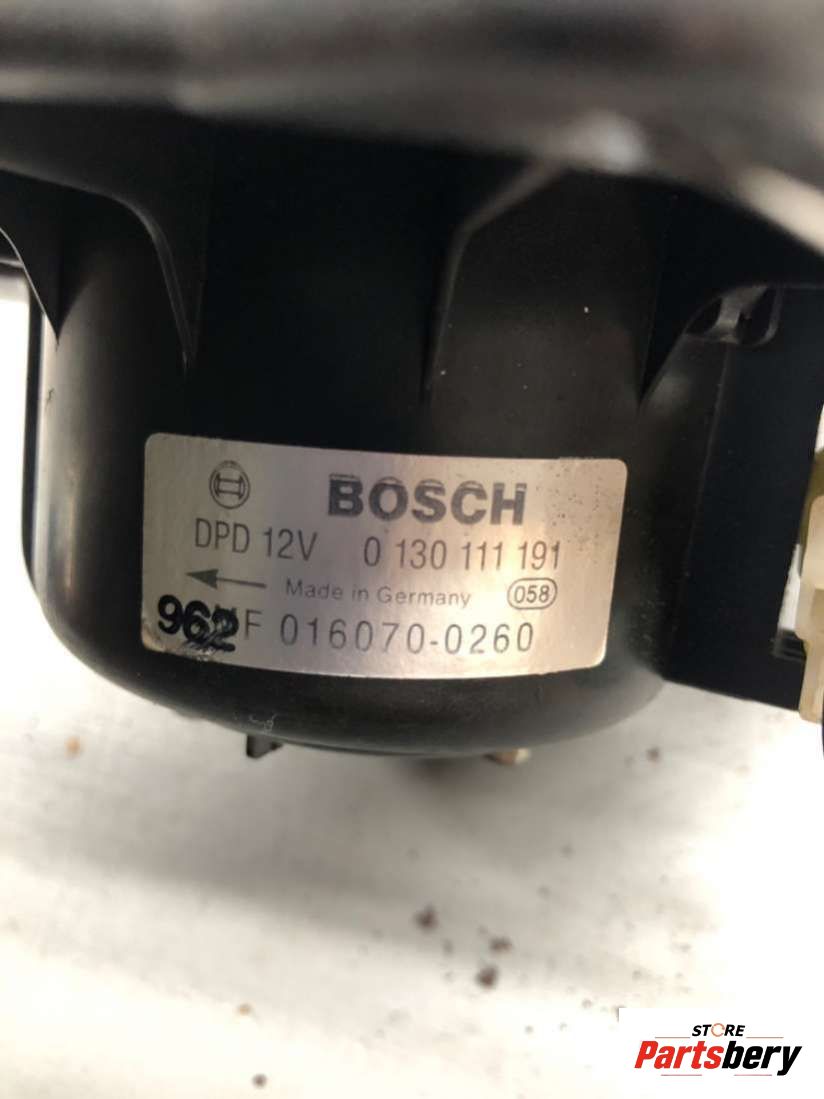 BOSCH
DPD 12V 0 130 111 191
Made in Germany 058
962 F 016070-0260
STORE
Partsbery